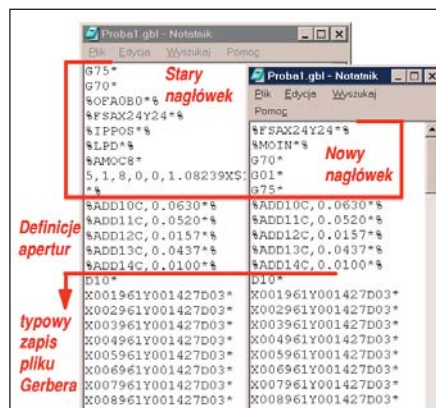 Proba1.gbl - Notatnik
Plik Edycja Wyszukaj Pomoc
G75*
G70*
%OFA0B0*%
%FSAX24Y24*%
%IPPOS*%
%LPD*%
%AMOC8*
5,1,8,0,0,1.08239X$1
*%
%ADD10C,0.0630*%
%ADD11C,0.0520*%
%ADD12C,0.0157*%
%ADD13C,0.0437*%
%ADD14C,0.0100*%
D10*
X001961Y001427D03*
X002961Y001427D03*
X003961Y001427D03*
X004961Y001427D03*
X005961Y001427D03*
X006961Y001427D03*
X007961Y001427D03*
X008961Y001427D03*
Stary
nagłówek
Proba1.gbl - Notatnik
Plik Edycja Wyszukaj
Pomoc
%FSAX24Y24*%
%MOIN*%
G70*
G01*
G75*
%ADD10C,0.0630*%
%ADD11C,0.0520*%
%ADD12C,0.0157*%
%ADD13C,0.0437*%
%ADD14C,0.0100*%
D10*
X001961Y001427D03*
X002961Y001427D03*
X003961Y001427D03*
X004961Y001427D03*
X005961Y001427D03*
X006961Y001427D03*
X007961Y001427D03*
X008961Y001427D03*
Nowy
nagłówek
Definicje
apertur
typowy
zapis
pliku
Gerbera